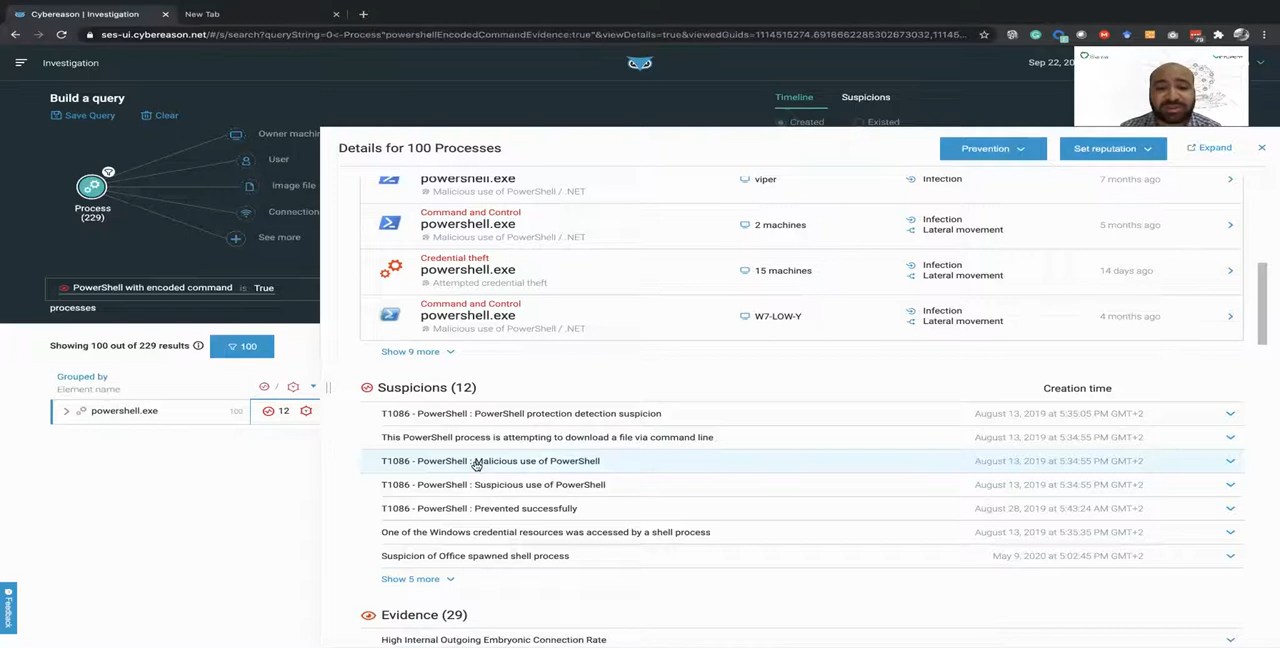 Cybereason | Investigation
New Tab
ses-ui.cybereason.net/#/s/search?queryString=0<-Process"powershellEncodedCommandEvidence:true"&viewDetails=true&viewedGuids=1114515274.6916662285302673032,11145...
79
Investigation
Sep 22, 20
Build a query
Save Query
Clear
Timeline
Suspicions
Created
Existed
Owner machin
User
Image file
Connection
See more
Process
(229)
PowerShell with encoded command is True
processes
Showing 100 out of 229 results
100
Grouped by
Element name
/
powershell.exe
100
12
Feedback
Details for 100 Processes
Prevention
Set reputation
Expand
powershell.exe
Malicious use of PowerShell / .NET
viper
Infection
7 months ago
Command and Control
powershell.exe
Malicious use of PowerShell / .NET
2 machines
Infection
Lateral movement
5 months ago
Credential theft
powershell.exe
Attempted credential theft
15 machines
Infection
Lateral movement
14 days ago
Command and Control
powershell.exe
Malicious use of PowerShell / .NET
W7-LOW-Y
Infection
Lateral movement
4 months ago
Show 9 more
Suspicions (12)
Creation time
T1086 - PowerShell : PowerShell protection detection suspicion
August 13, 2019 at 5:35:05 PM GMT+2
This PowerShell process is attempting to download a file via command line
August 13, 2019 at 5:34:55 PM GMT+2
T1086 - PowerShell : Malicious use of PowerShell
August 13, 2019 at 5:34:55 PM GMT+2
T1086 - PowerShell : Suspicious use of PowerShell
August 13, 2019 at 5:34:55 PM GMT+2
T1086 - PowerShell : Prevented successfully
August 28, 2019 at 5:43:24 AM GMT+2
One of the Windows credential resources was accessed by a shell process
August 13, 2019 at 5:35:35 PM GMT+2
Suspicion of Office spawned shell process
May 9, 2020 at 5:02:45 PM GMT+2
Show 5 more
Evidence (29)
High Internal Outgoing Embryonic Connection Rate